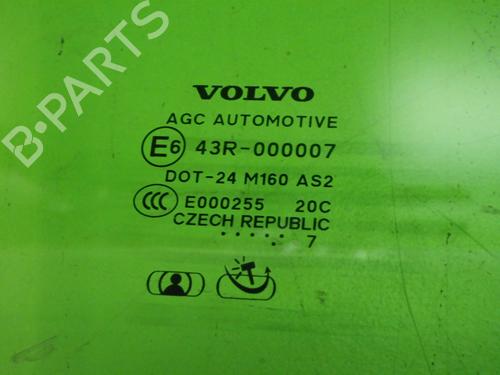 B-PARTS
VOLVO
AGC AUTOMOTIVE
E6 43R-000007
DOT-24 M160 AS2
CCC E000255 20C
CZECH REPUBLIC
..... 7